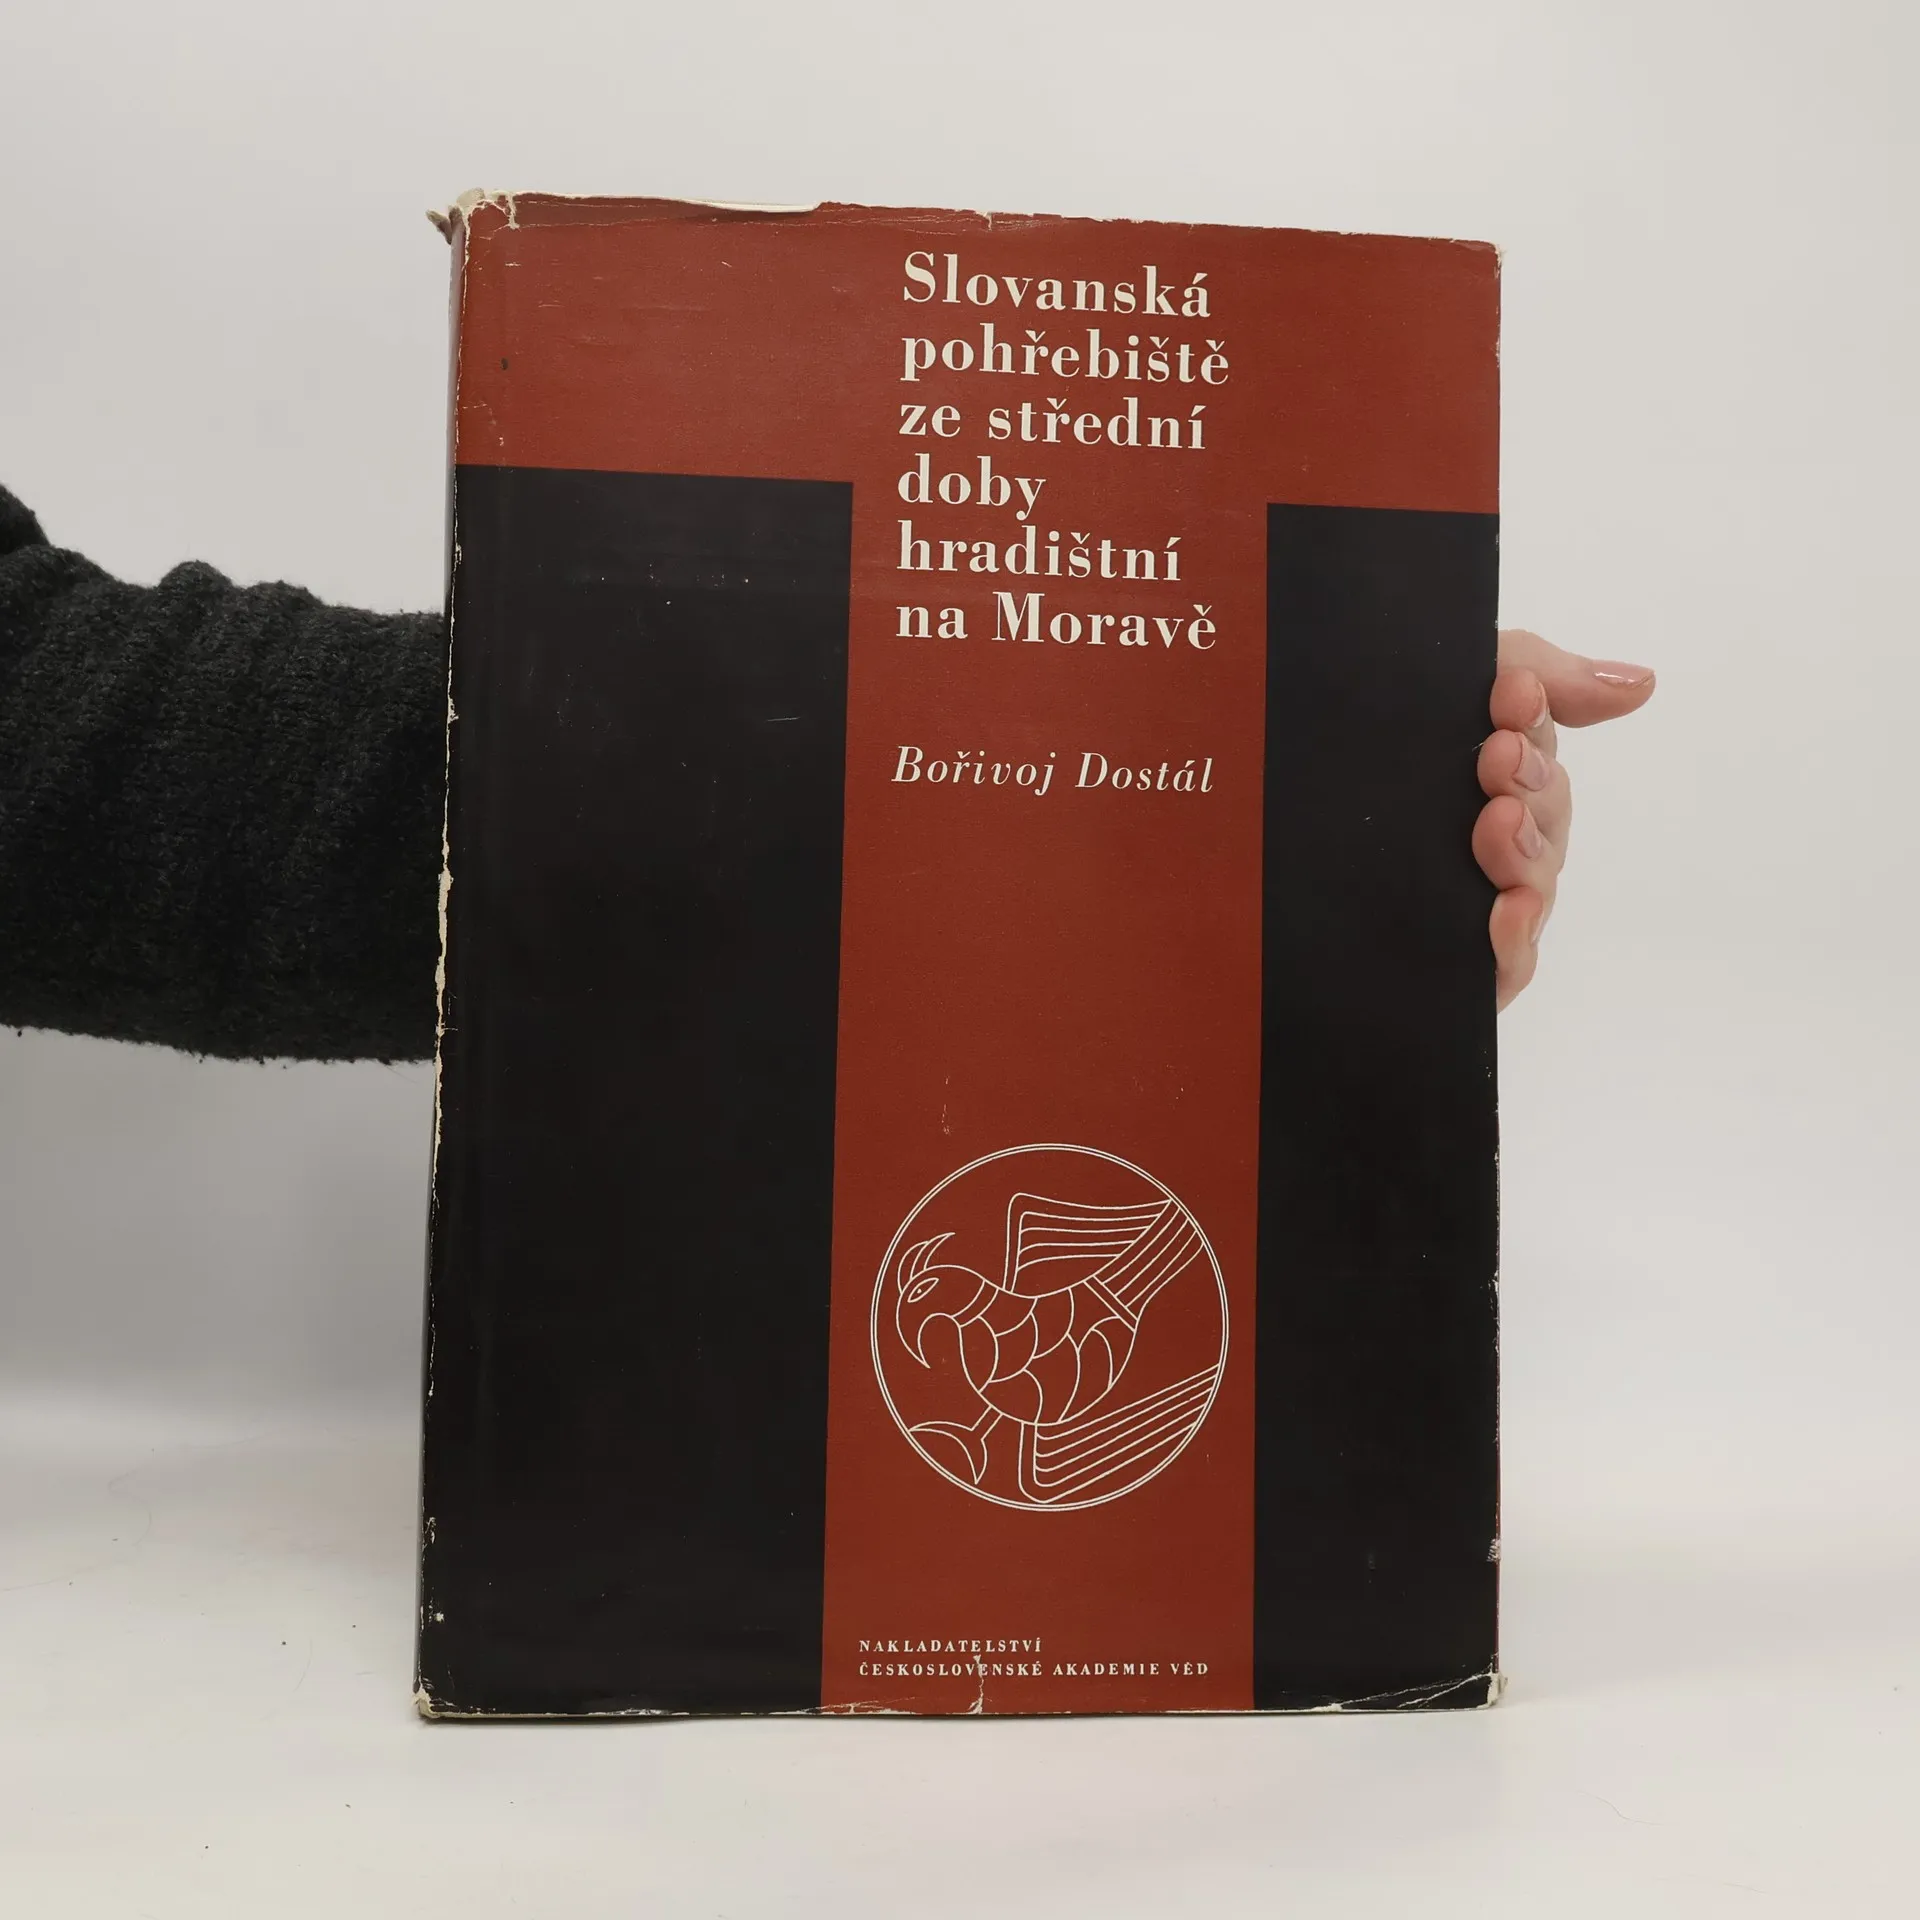 Slovanská
pohřebiště
ze střední
doby
hradištní
na Moravě
Bořivoj Dostál
NAKLADATELSTVÍ
ČESKOSLOVENSKÉ AKADEMIE VĚD